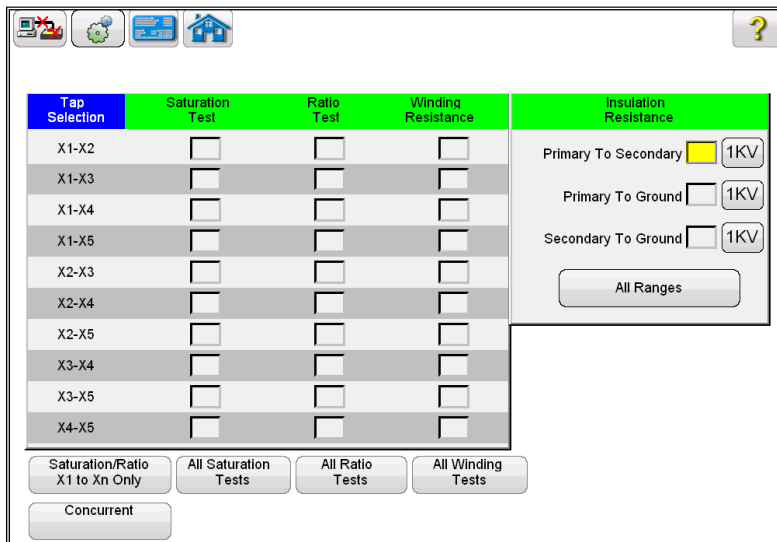 ?
Tap Selection
Saturation Test
Ratio Test
Winding Resistance
Insulation Resistance
X1-X2
Primary To Secondary 1KV
X1-X3
X1-X4
Primary To Ground 1KV
X1-X5
Secondary To Ground 1KV
X2-X3
X2-X4
All Ranges
X2-X5
X3-X4
X3-X5
X4-X5
Saturation/Ratio
X1 to Xn Only
All Saturation
Tests
All Ratio
Tests
All Winding
Tests
Concurrent